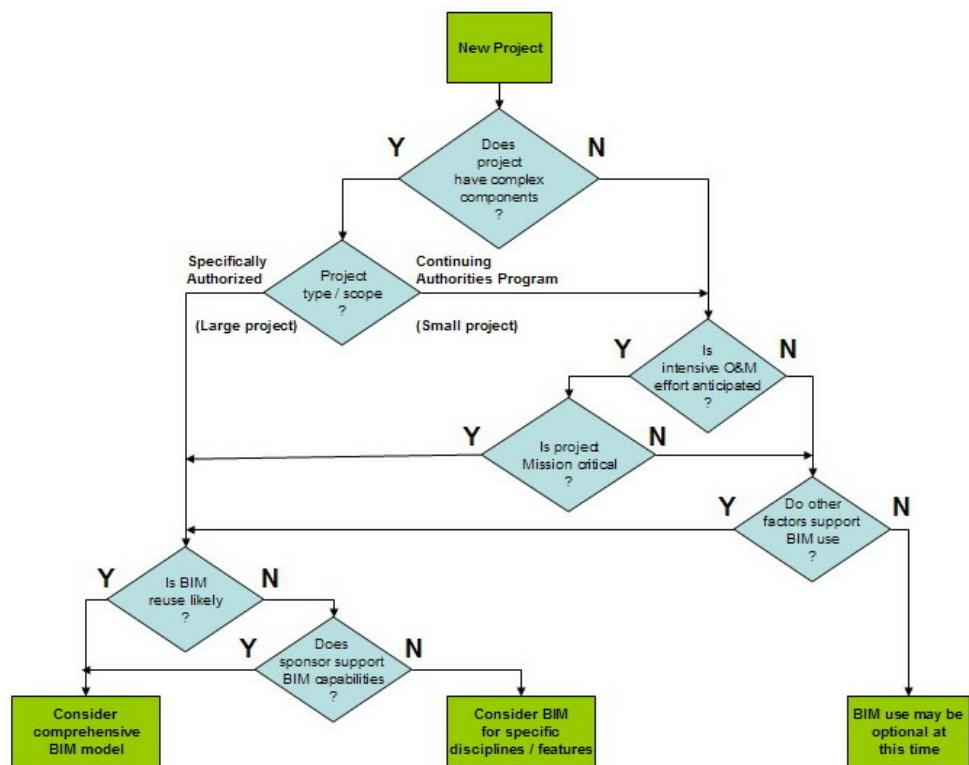 New Project
Y
N
Does
project
have complex
components
?
Specifically
Authorized
Continuing
Authorities Program
Project
type / scope
?
(Large project)
(Small project)
Y
N
Is
intensive O&M
effort anticipated
?
Y
N
Is project
Mission critical
?
Y
N
Do other
factors support
BIM use
?
Y
N
Is BIM
reuse likely
?
Y
N
Does
sponsor support
BIM capabilities
?
Consider
comprehensive
BIM model
Consider BIM
for specific
disciplines / features
BIM use may be
optional at
this time